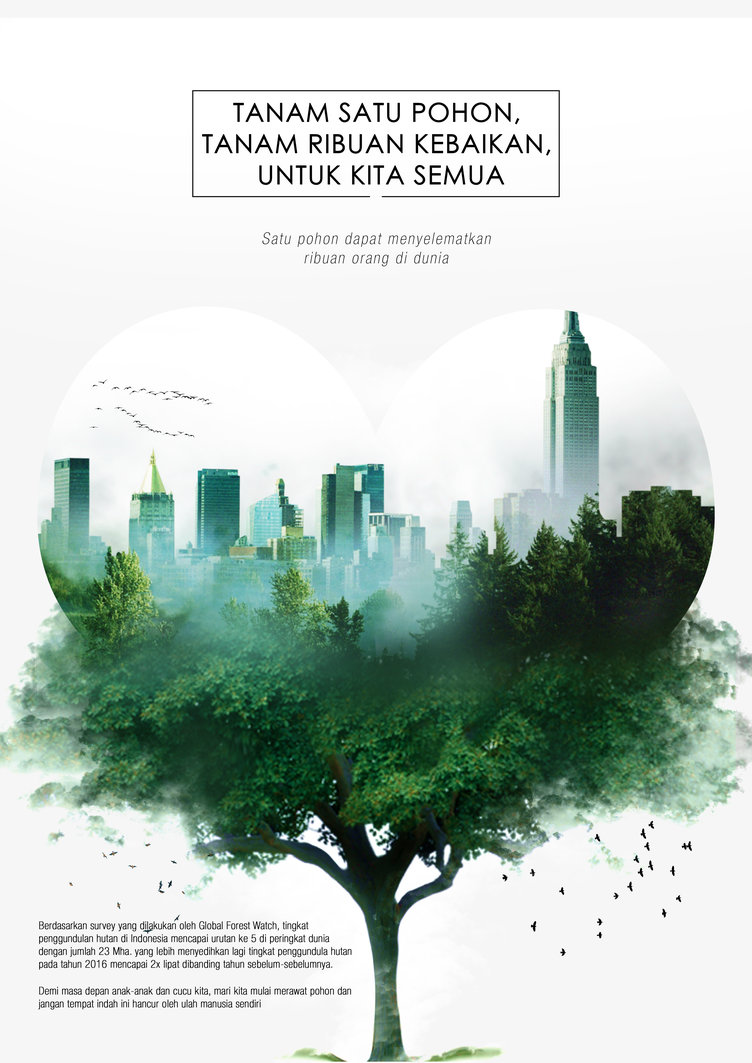 TANAM SATU POHON,
TANAM RIBUAN KEBAIKAN,
UNTUK KITA SEMUA
Satu pohon dapat menyelematkan
ribuan orang di dunia
Berdasarkan survey yang dilakukan oleh Global Forest Watch, tingkat
penggundulan hutan di Indonesia mencapai urutan ke 5 di peringkat dunia
dengan jumlah 23 Mha. yang lebih menyedihkan lagi tingkat penggundula hutan
pada tahun 2016 mencapai 2x lipat dibanding tahun sebelum-sebelumnya.
Demi masa depan anak-anak dan cucu kita, mari kita mulai merawat pohon dan
jangan tempat indah ini hancur oleh ulah manusia sendiri